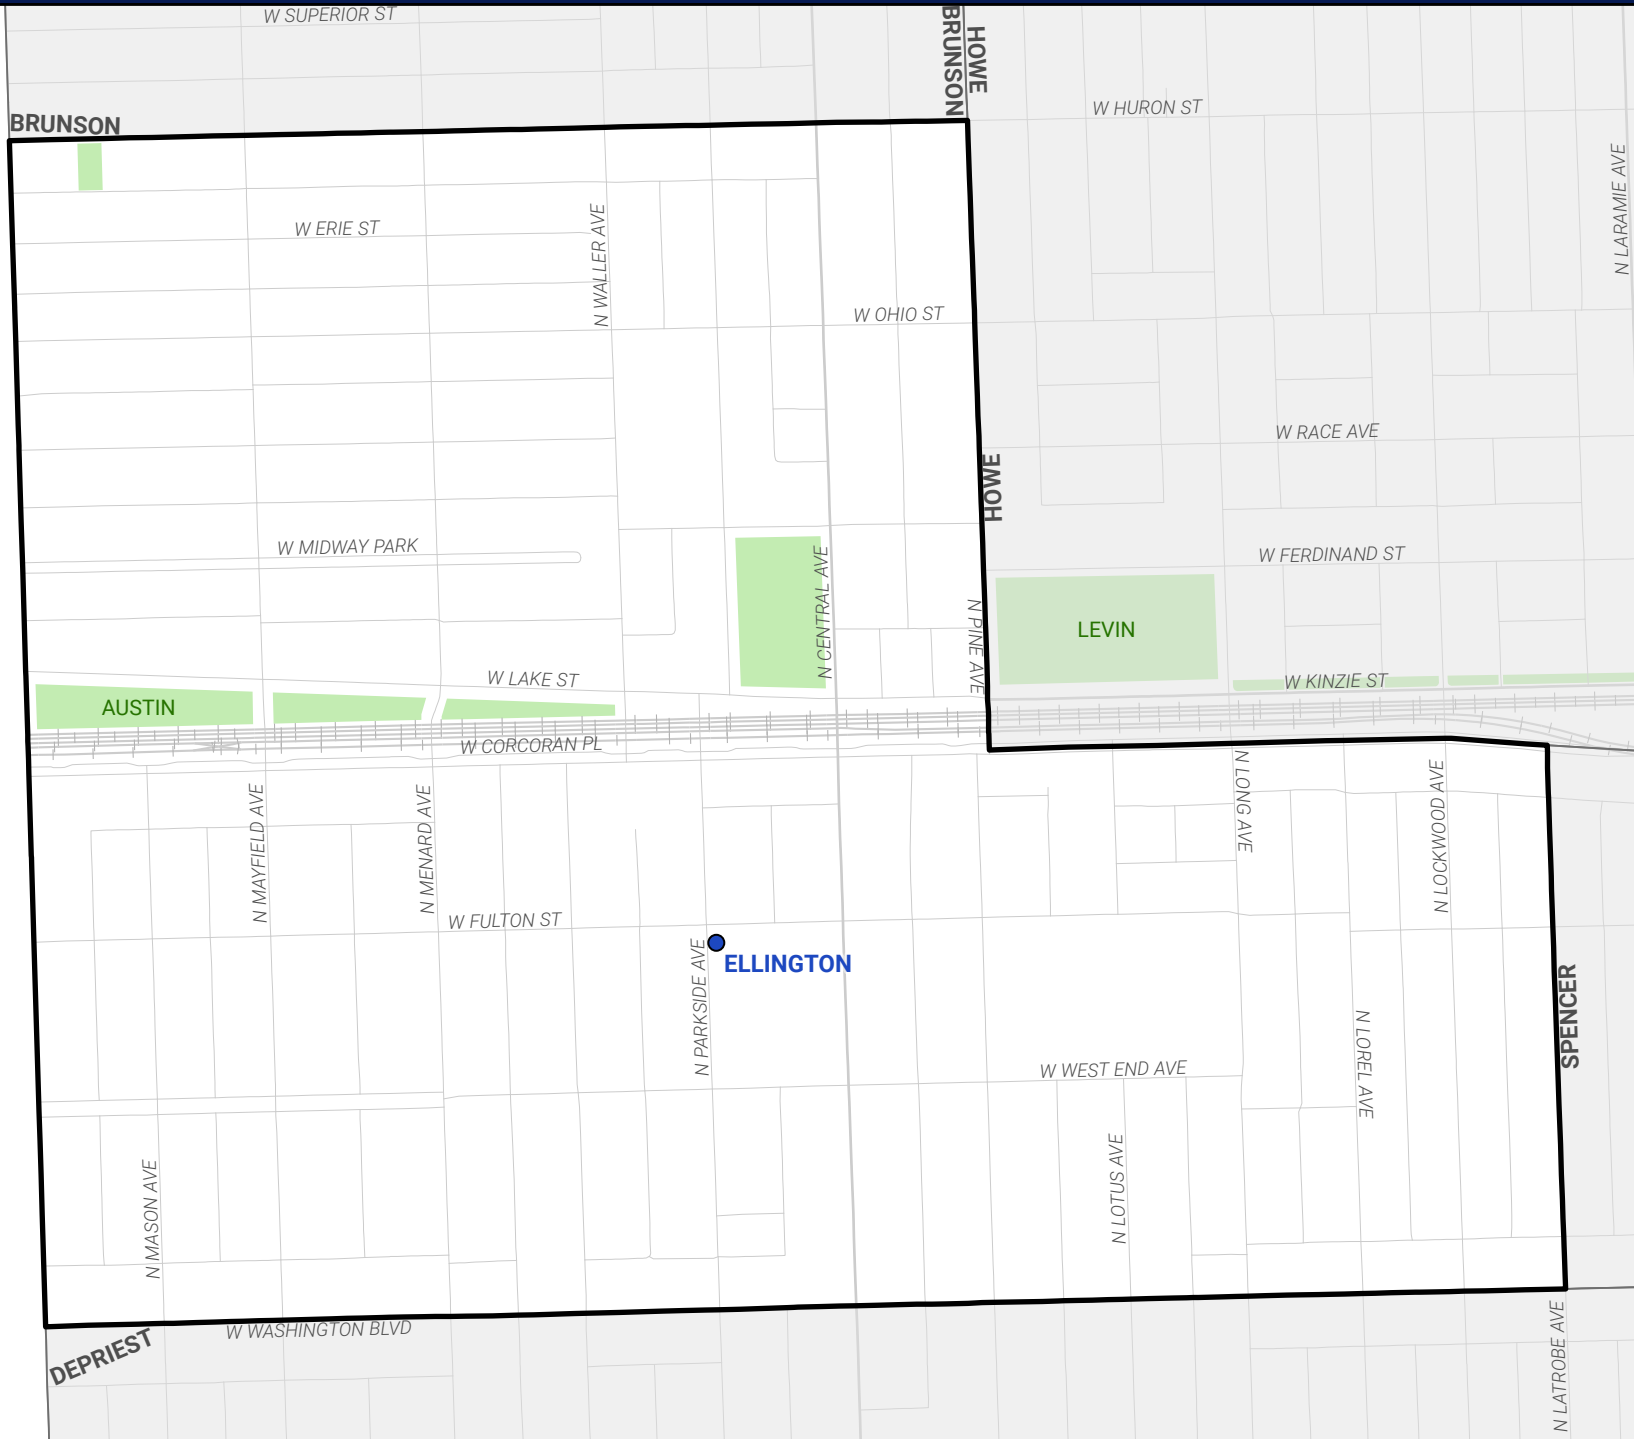 W SUPERIOR ST
BRUNSON
HOWE
BRUNSON
W HURON ST
N LARAMIE AVE
W ERIE ST
N WALLER AVE
W OHIO ST
W RACE AVE
HOWE
W MIDWAY PARK
N CENTRAL AVE
W FERDINAND ST
N PINE AVE
LEVIN
W LAKE ST
W KINZIE ST
AUSTIN
W CORCORAN PL
N MAYFIELD AVE
N MENARD AVE
N LONG AVE
N LOCKWOOD AVE
W FULTON ST
N PARKSIDE AVE
ELLINGTON
SPENCER
N LOREL AVE
W WEST END AVE
N MASON AVE
N LOTUS AVE
W WASHINGTON BLVD
DEPRIEST
N LATROBE AVE